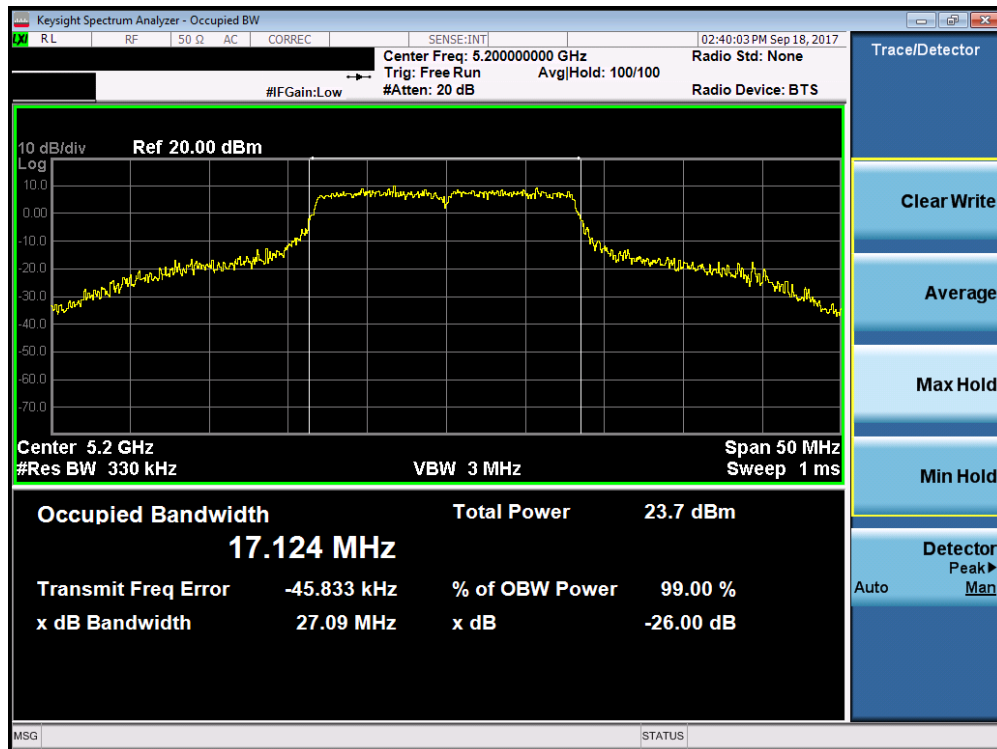 Keysight Spectrum Analyzer - Occupied BW
LXI RL RF 50 Ω AC CORREC SENSE:INT 02:40:03 PM Sep 18, 2017
Center Freq: 5.200000000 GHz Radio Std: None
Trig: Free Run Avg|Hold: 100/100
#IFGain:Low #Atten: 20 dB Radio Device: BTS
Trace/Detector
10 dB/div Ref 20.00 dBm
Log
10.0
0.00
-10.0
-20.0
-30.0
-40.0
-50.0
-60.0
-70.0
Center 5.2 GHz Span 50 MHz
#Res BW 330 kHz VBW 3 MHz Sweep 1 ms
Occupied Bandwidth Total Power 23.7 dBm
17.124 MHz
Transmit Freq Error -45.833 kHz % of OBW Power 99.00 %
x dB Bandwidth 27.09 MHz x dB -26.00 dB
Clear Write
Average
Max Hold
Min Hold
Detector
Peak▶
Auto Man
MSG STATUS